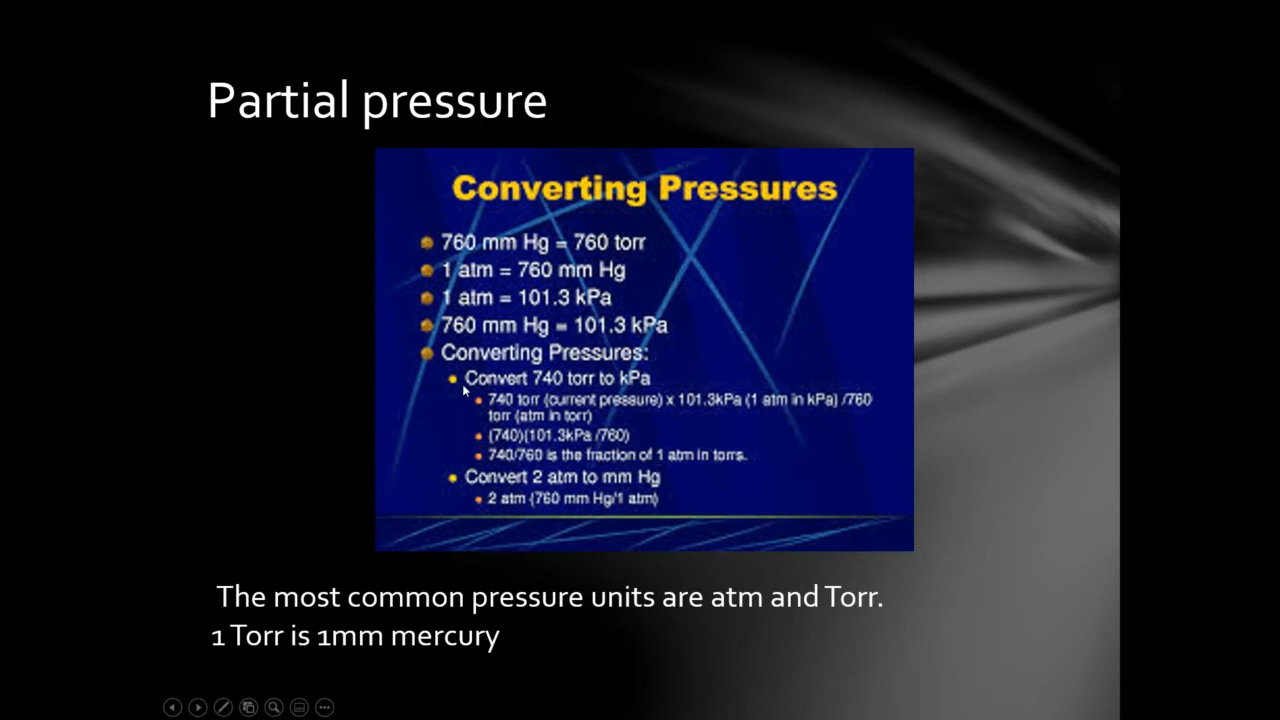 Partial pressure
Converting Pressures
760 mm Hg = 760 torr
1 atm = 760 mm Hg
1 atm = 101.3 kPa
760 mm Hg = 101.3 kPa
Converting Pressures:
Convert 740 torr to kPa
740 torr (current pressure) x 101.3kPa (1 atm in kPa) /760
torr (atm in torr)
(740)(101.3kPa /760)
740/760 is the fraction of 1 atm in torrs.
Convert 2 atm to mm Hg
2 atm (760 mm Hg/1 atm)
The most common pressure units are atm and Torr.
1 Torr is 1mm mercury